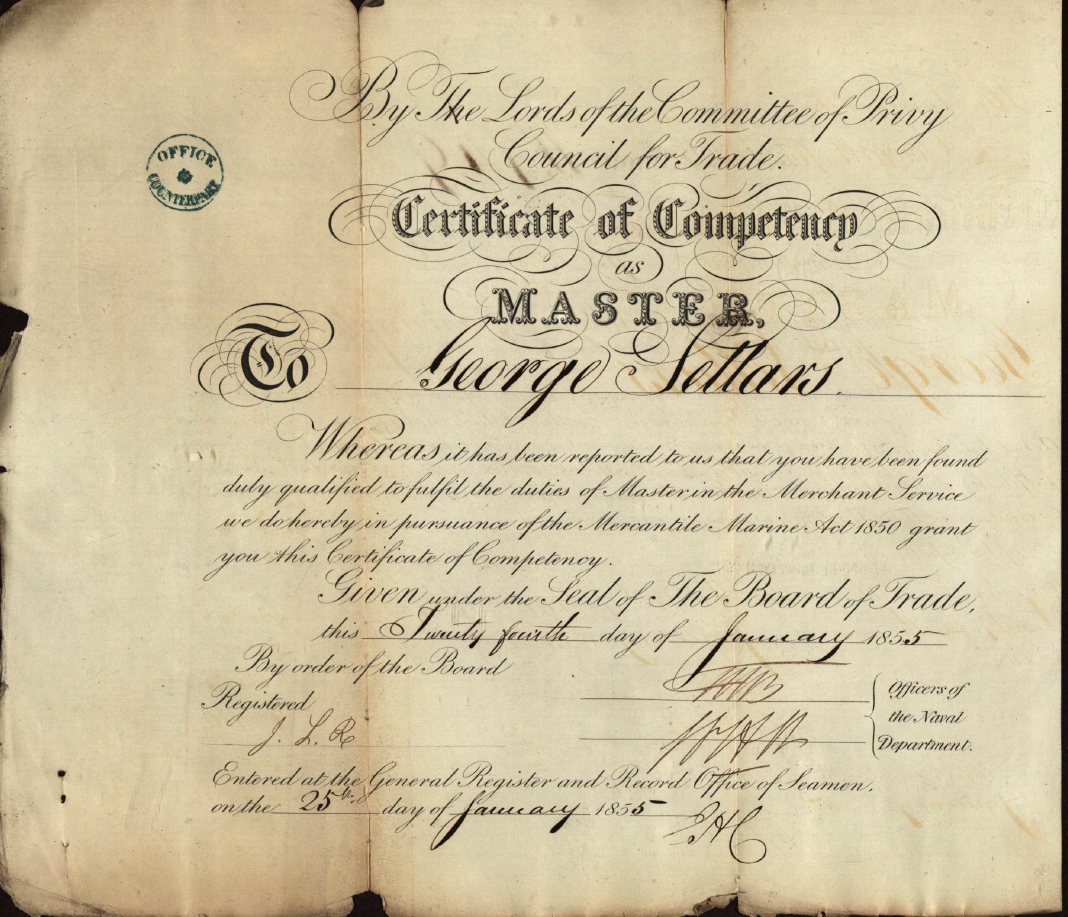 By The Lords of the Committee of Privy
Council for Trade.
OFFICE
COUNTERPART
Certificate of Competency
as
MASTER,
To George Sellars.
Whereas it has been reported to us that you have been found
duly qualified to fulfil the duties of Master in the Merchant Service
we do hereby in pursuance of the Mercantile Marine Act 1850 grant
you this Certificate of Competency.
Given under the Seal of The Board of Trade,
this Twenty fourth day of January 1855
By order of the Board
Officers of
the Naval
Department.
Registered
J. L. R
Entered at the General Register and Record Office of Seamen.
on the 25th day of January 1855